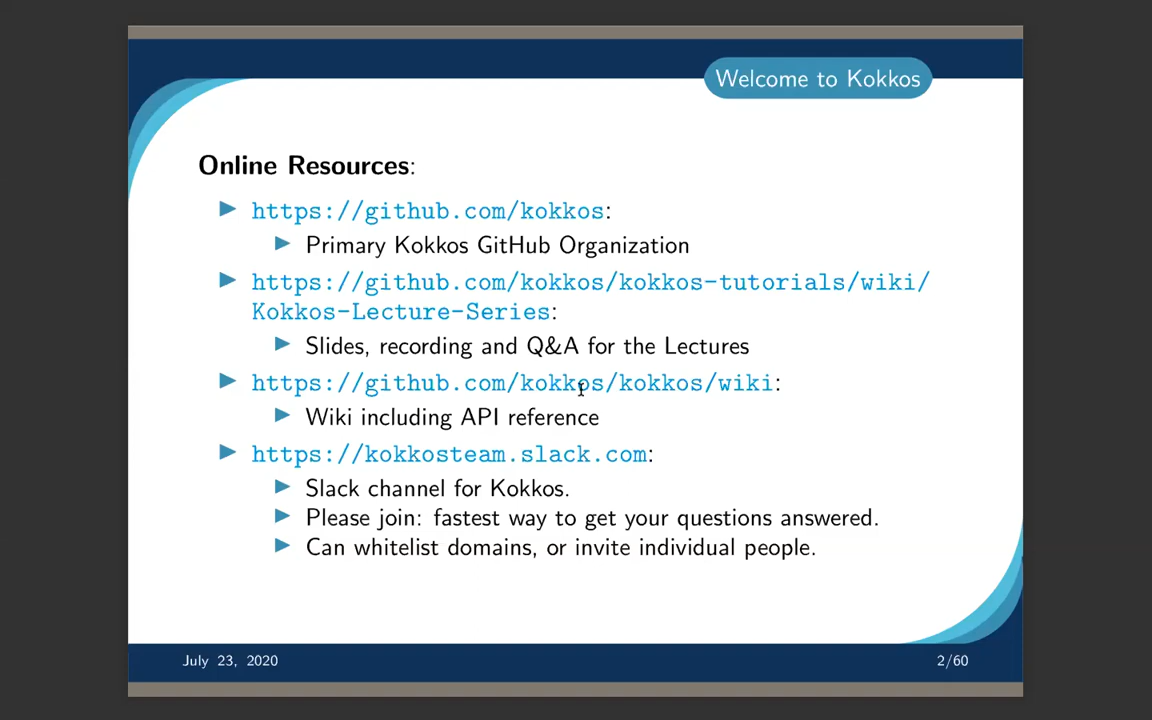 Welcome to Kokkos
Online Resources:
https://github.com/kokkos:
Primary Kokkos GitHub Organization
https://github.com/kokkos/kokkos-tutorials/wiki/
Kokkos-Lecture-Series:
Slides, recording and Q&A for the Lectures
https://github.com/kokkos/kokkos/wiki:
Wiki including API reference
https://kokkosteam.slack.com:
Slack channel for Kokkos.
Please join: fastest way to get your questions answered.
Can whitelist domains, or invite individual people.
July 23, 2020
2/60